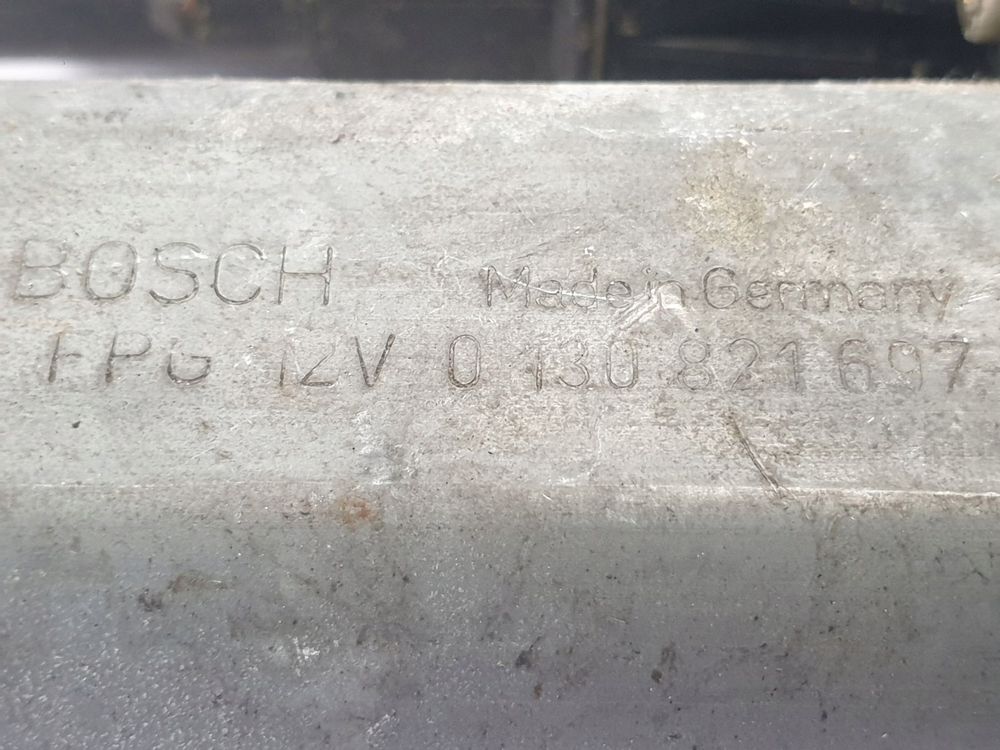 BOSCH Made in Germany
FPG 12V 0 130 821 697